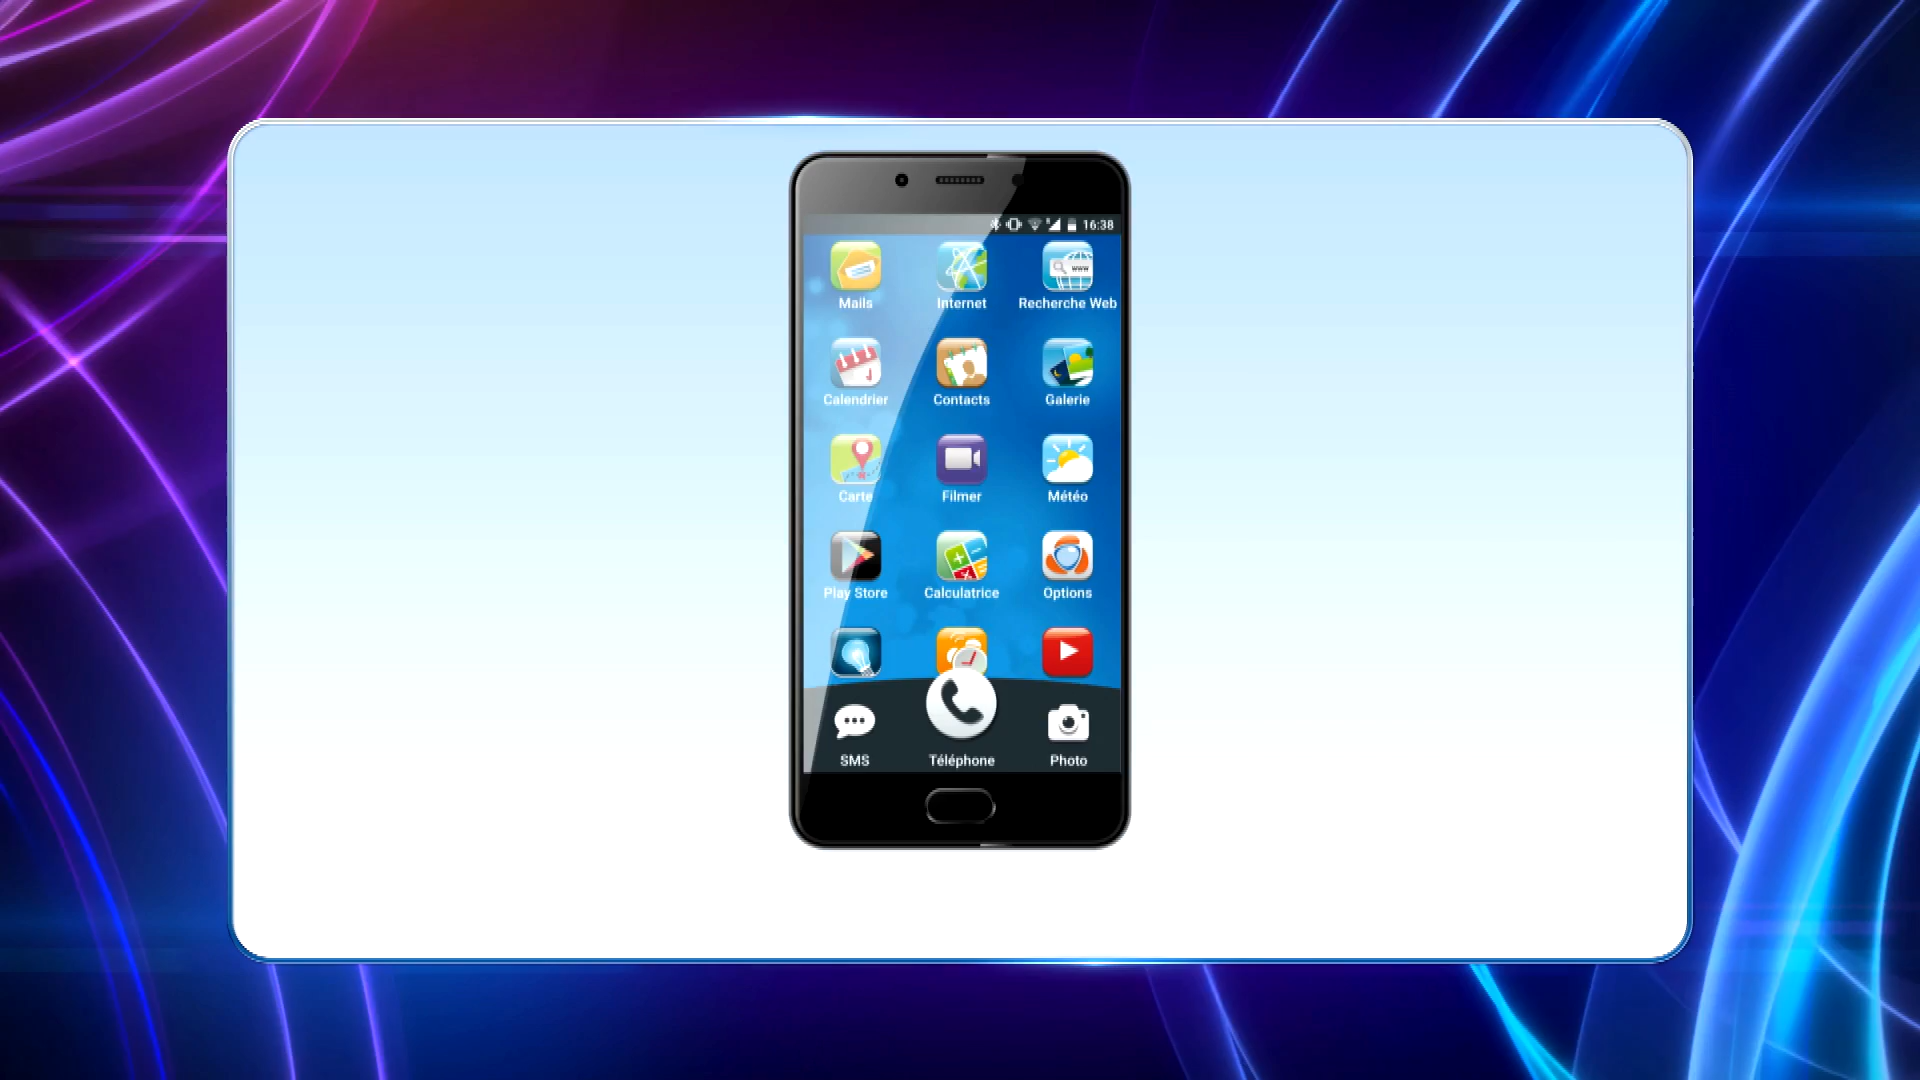 16:38
Mails Internet Recherche Web
www
Calendrier Contacts Galerie
Carte Filmer Météo
Play Store Calculatrice Options
SMS Téléphone Photo